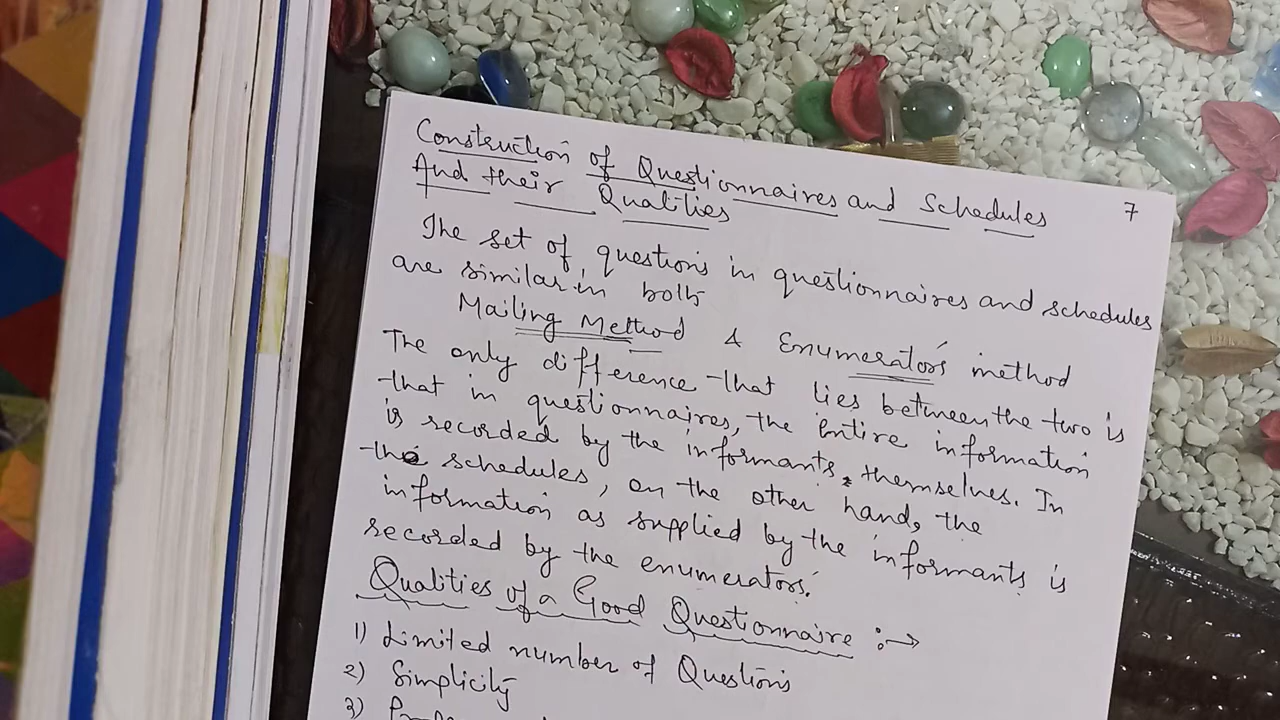 Construction of Questionnaires and Schedules 7
And their Qualities
The set of questions in questionnaires and schedules
are similar in both
Mailing Method & Enumerators method
The only difference that lies between the two is
that in questionnaires, the entire information
is recorded by the informants themselves. In
the schedules, on the other hand, the
information as supplied by the informants is
recorded by the enumerators.
Qualities of a Good Questionnaire :→
1) Limited number of Questions
2) Simplicity
3)